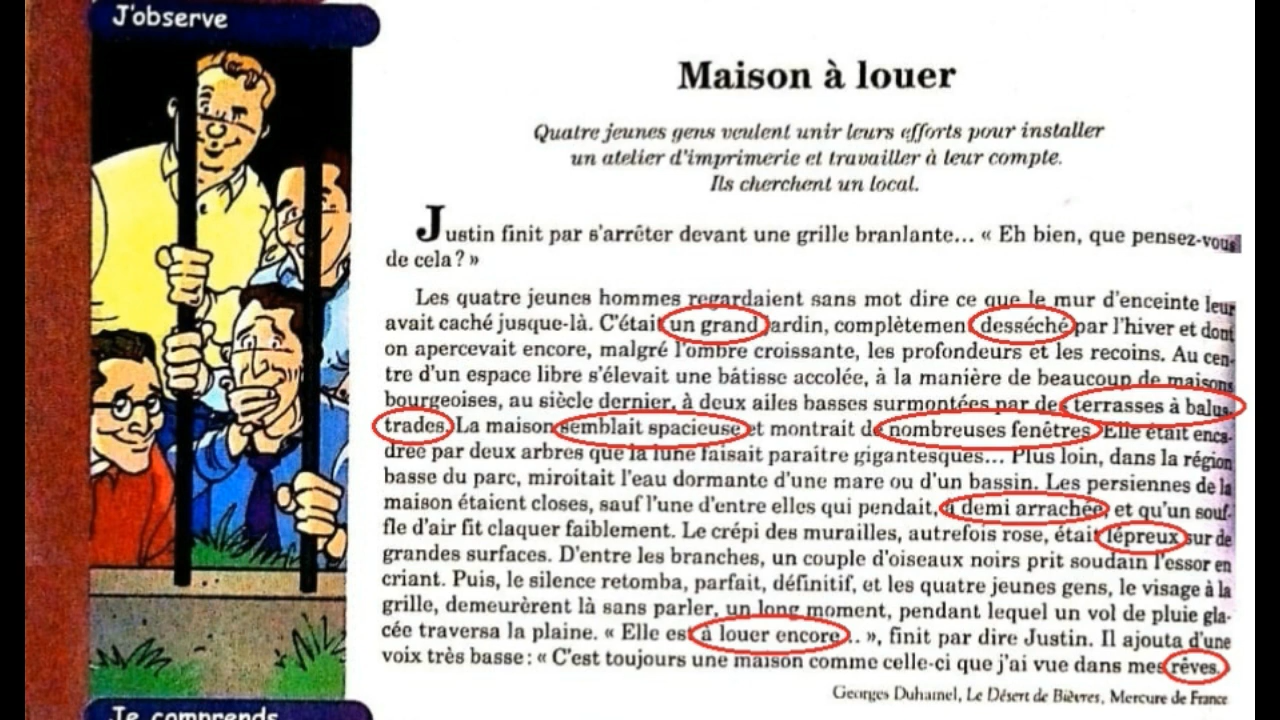 J'observe
Maison à louer
Quatre jeunes gens veulent unir leurs efforts pour installer
un atelier d'imprimerie et travailler à leur compte.
Ils cherchent un local.
Justin finit par s'arrêter devant une grille branlante... « Eh bien, que pensez-vous
de cela ? »
Les quatre jeunes hommes regardaient sans mot dire ce que le mur d'enceinte leur
avait caché jusque-là. C'était un grand jardin, complètement desséché par l'hiver et dont
on apercevait encore, malgré l'ombre croissante, les profondeurs et les recoins. Au cen-
tre d'un espace libre s'élevait une bâtisse accolée, à la manière de beaucoup de maisons
bourgeoises, au siècle dernier, à deux ailes basses surmontées par des terrasses à balus-
trades. La maison semblait spacieuse et montrait de nombreuses fenêtres. Elle était enca-
drée par deux arbres que la lune faisait paraître gigantesques... Plus loin, dans la région
basse du parc, miroitait l'eau dormante d'une mare ou d'un bassin. Les persiennes de la
maison étaient closes, sauf l'une d'entre elles qui pendait, à demi arrachée, et qu'un souf-
fle d'air fit claquer faiblement. Le crépi des murailles, autrefois rose, était lépreux sur de
grandes surfaces. D'entre les branches, un couple d'oiseaux noirs prit soudain l'essor en
criant. Puis, le silence retomba, parfait, définitif, et les quatre jeunes gens, le visage à la
grille, demeurèrent là sans parler, un long moment, pendant lequel un vol de pluie gla-
cée traversa la plaine. « Elle est à louer encore... », finit par dire Justin. Il ajouta d'une
voix très basse : « C'est toujours une maison comme celle-ci que j'ai vue dans mes rêves.
Georges Duhamel, Le Désert de Bièvres, Mercure de France
Je comprends